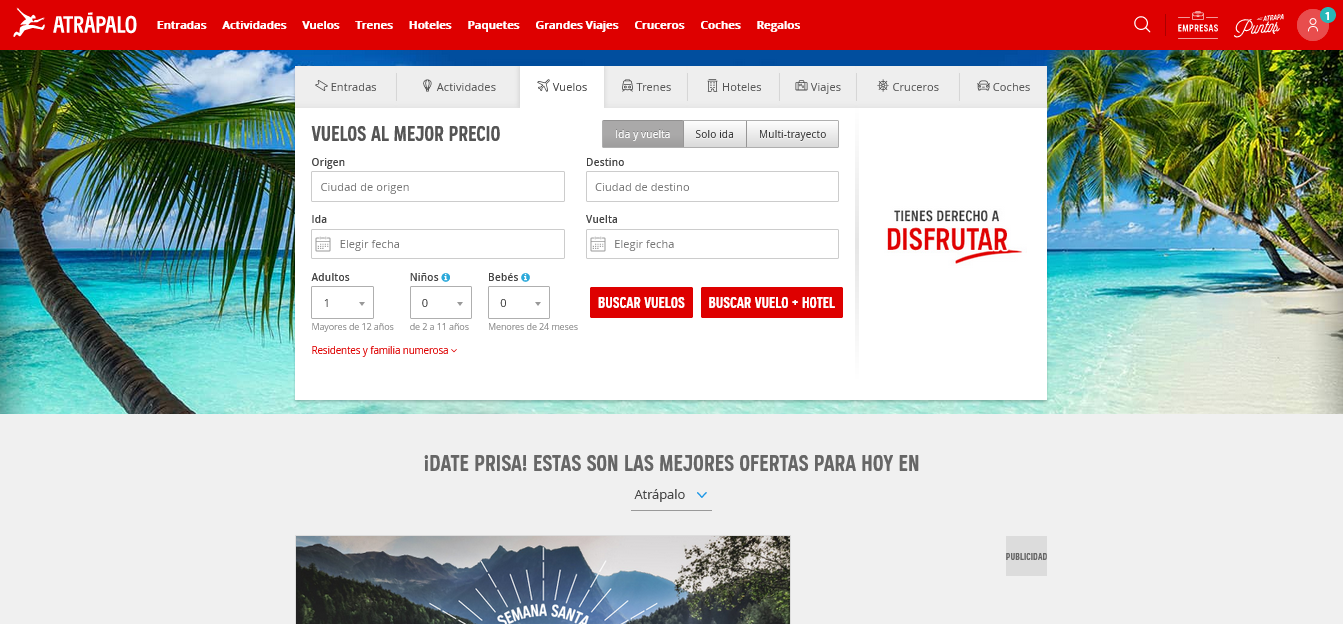 ATRÁPALO Entradas Actividades Vuelos Trenes Hoteles Paquetes Grandes Viajes Cruceros Coches Regalos EMPRESAS ATRAPA Puntos 1
Entradas Actividades Vuelos Trenes Hoteles Viajes Cruceros Coches
VUELOS AL MEJOR PRECIO Ida y vuelta Solo ida Multi-trayecto
Origen Destino
Ciudad de origen Ciudad de destino
Ida Vuelta
Elegir fecha Elegir fecha
Adultos Niños Bebés
1 0 0 BUSCAR VUELOS BUSCAR VUELO + HOTEL
Mayores de 12 años de 2 a 11 años Menores de 24 meses
Residentes y familia numerosa
TIENES DERECHO A
DISFRUTAR
¡DATE PRISA! ESTAS SON LAS MEJORES OFERTAS PARA HOY EN
Atrápalo
PUBLICIDAD
SEMANA SANTA